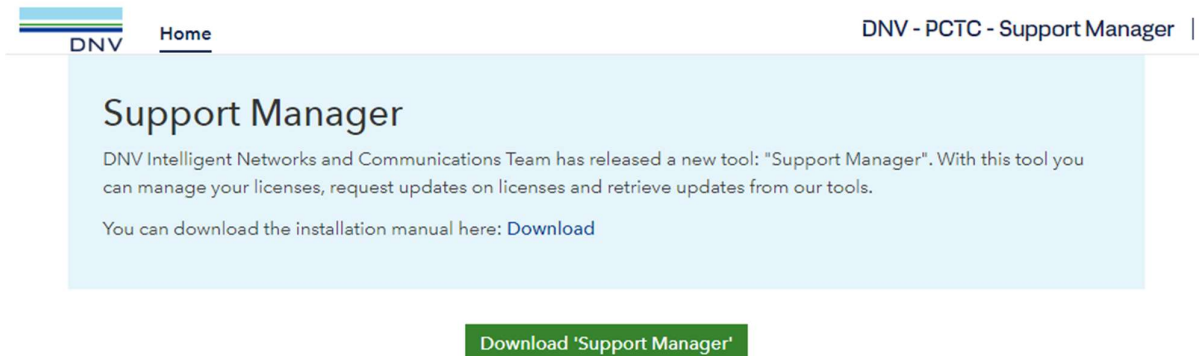 DNV
Home
DNV - PCTC - Support Manager |
Support Manager
DNV Intelligent Networks and Communications Team has released a new tool: "Support Manager". With this tool you
can manage your licenses, request updates on licenses and retrieve updates from our tools.
You can download the installation manual here: Download
Download 'Support Manager'